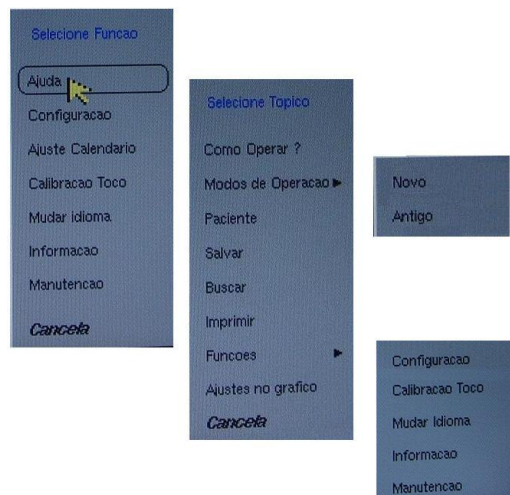 Selecione Funcao
Ajuda
Configuracao
Ajuste Calendario
Calibracao Toco
Mudar idioma
Informacao
Manutencao
Cancela
Selecione Topico
Como Operar ?
Modos de Operacao
Paciente
Salvar
Buscar
Imprimir
Funcoes
Ajustes no grafico
Cancela
Novo
Antigo
Configuracao
Calibracao Toco
Mudar Idioma
Informacao
Manutencao